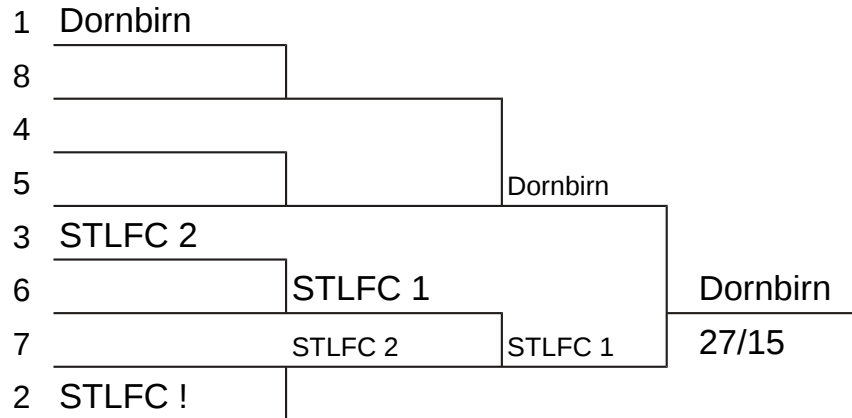 1 Dornbirn
8
4
5 Dornbirn
3 STLFC 2
6 STLFC 1 Dornbirn
7 STLFC 2 STLFC 1 27/15
2 STLFC !